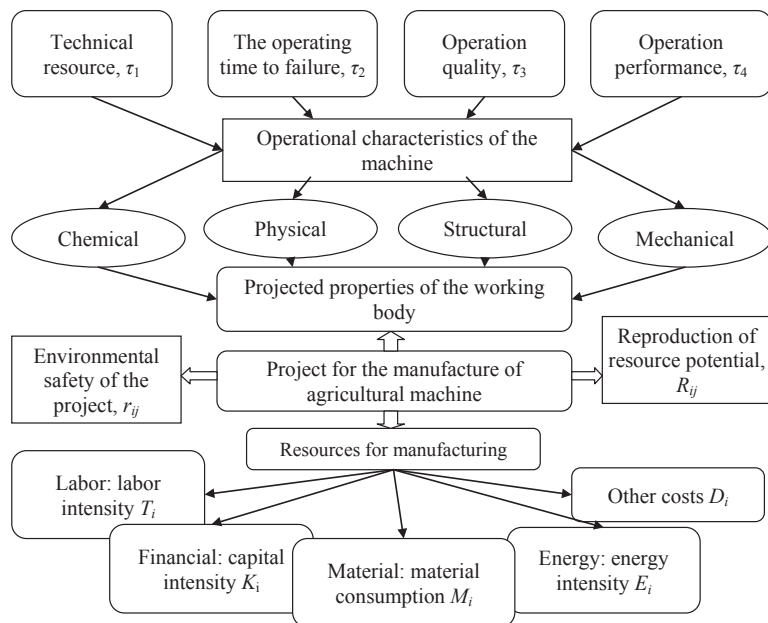 Technical
resource, τ1
The operating
time to failure, τ2
Operation
quality, τ3
Operation
performance, τ4
Operational characteristics of the
machine
Chemical
Physical
Structural
Mechanical
Projected properties of the working
body
Environmental
safety of the
project, rij
Project for the manufacture of
agricultural machine
Reproduction of
resource potential,
Rij
Resources for manufacturing
Labor: labor
intensity Ti
Other costs Di
Financial: capital
intensity Ki
Material: material
consumption Mi
Energy: energy
intensity Ei